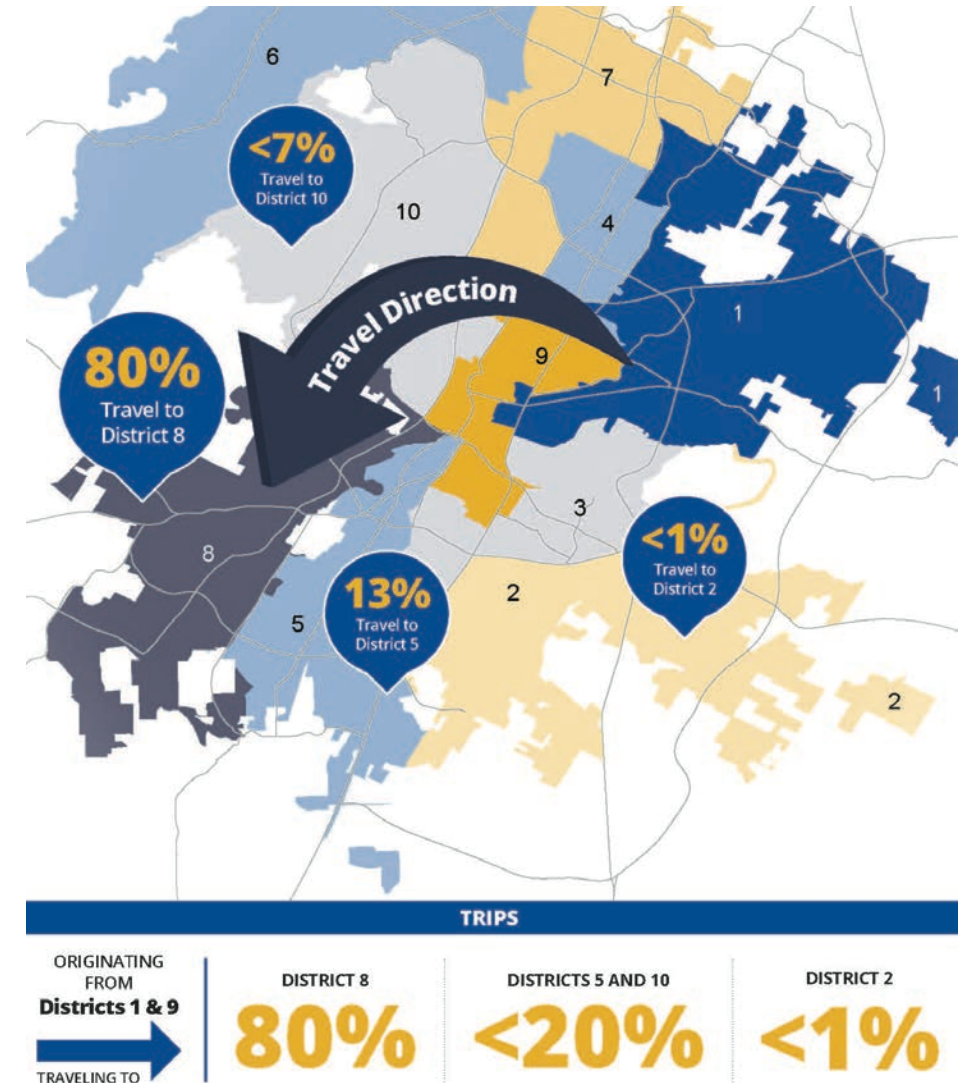 6
7
<7%
Travel to
District 10
10
4
1
Travel Direction
9
80%
Travel to
District 8
1
3
<1%
Travel to
District 2
8
13%
Travel to
District 5
2
5
2
TRIPS
ORIGINATING
FROM
Districts 1 & 9
TRAVELING TO
DISTRICT 8
80%
DISTRICTS 5 AND 10
<20%
DISTRICT 2
<1%